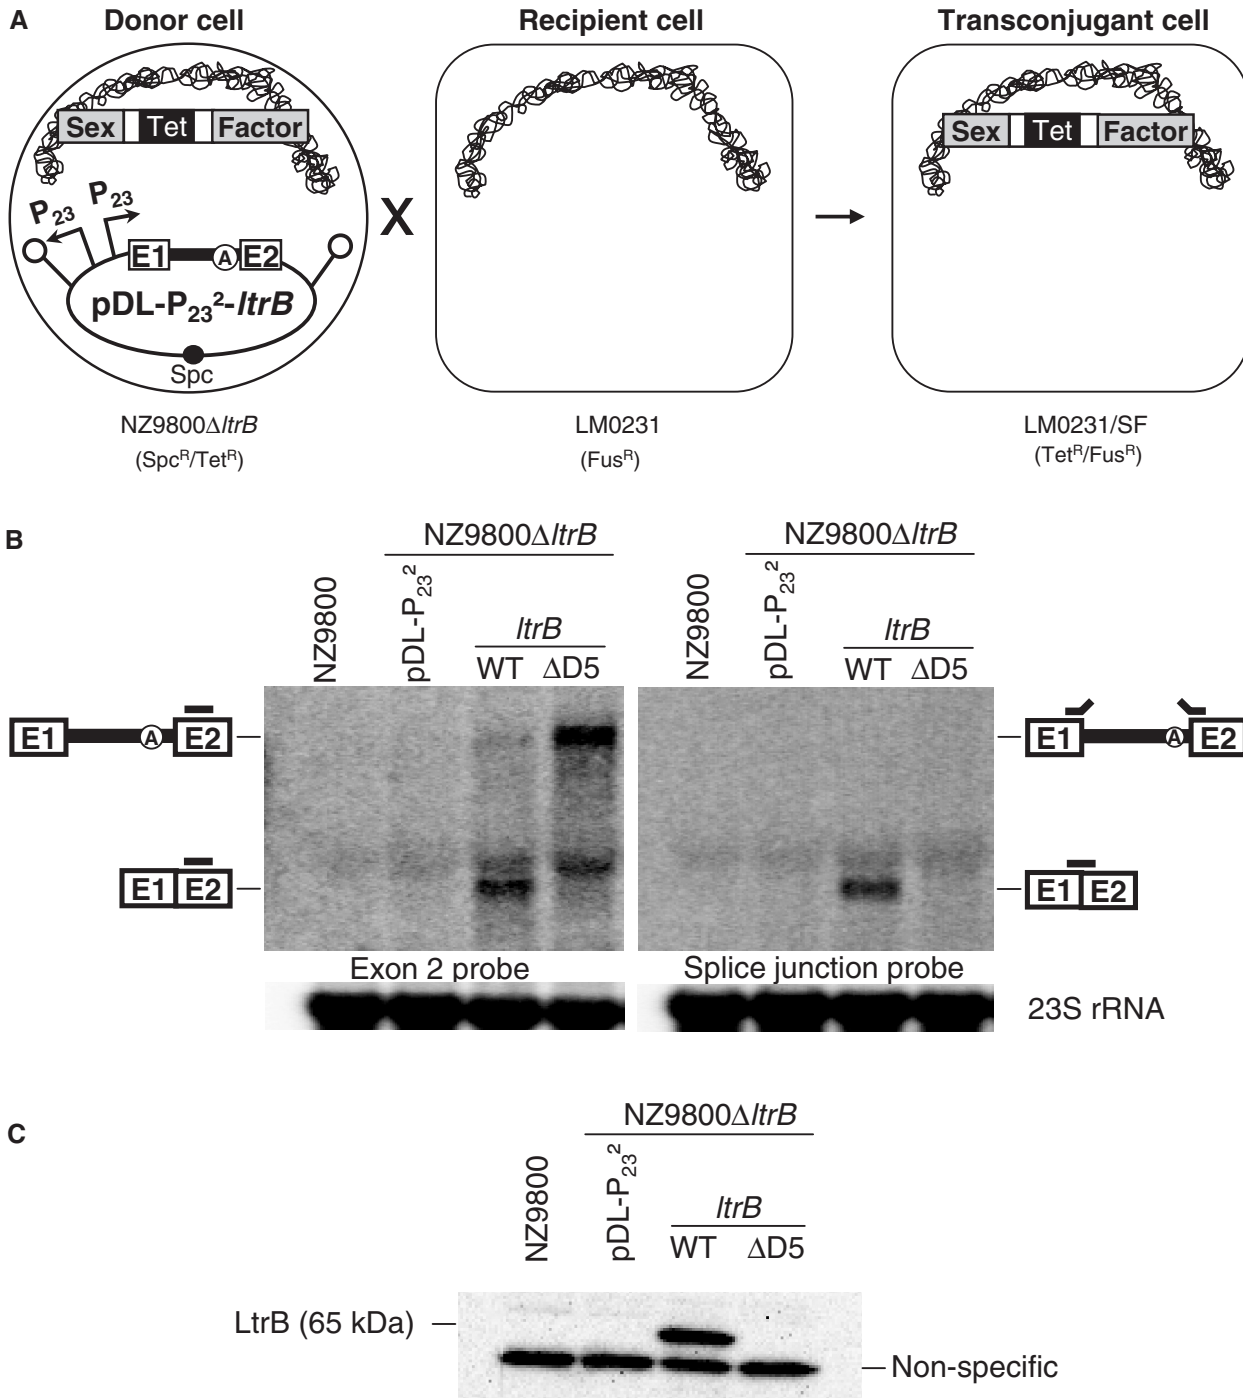 A
Donor cell
Recipient cell
Transconjugant cell
Sex Tet Factor
Sex Tet Factor
P23
P23
X
E1 A E2
pDL-P23²-ltrB
Spc
NZ9800ΔltrB
(SpcR/TetR)
LM0231
(FusR)
LM0231/SF
(TetR/FusR)
B
NZ9800ΔltrB
NZ9800ΔltrB
NZ9800
pDL-P23²
ltrB
WT ΔD5
NZ9800
pDL-P23²
ltrB
WT ΔD5
E1 A E2
E1 A E2
E1 E2
E1 E2
Exon 2 probe
Splice junction probe
23S rRNA
C
NZ9800ΔltrB
NZ9800
pDL-P23²
ltrB
WT ΔD5
LtrB (65 kDa)
Non-specific